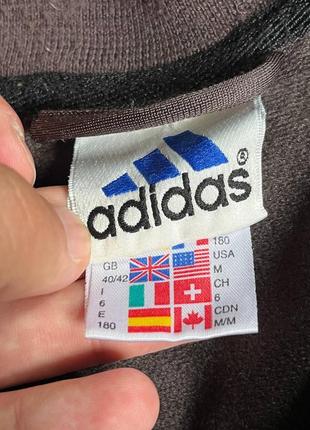 adidas
®
180
GB USA
40/42 M
I CH
6 6
E CDN
180 M/M